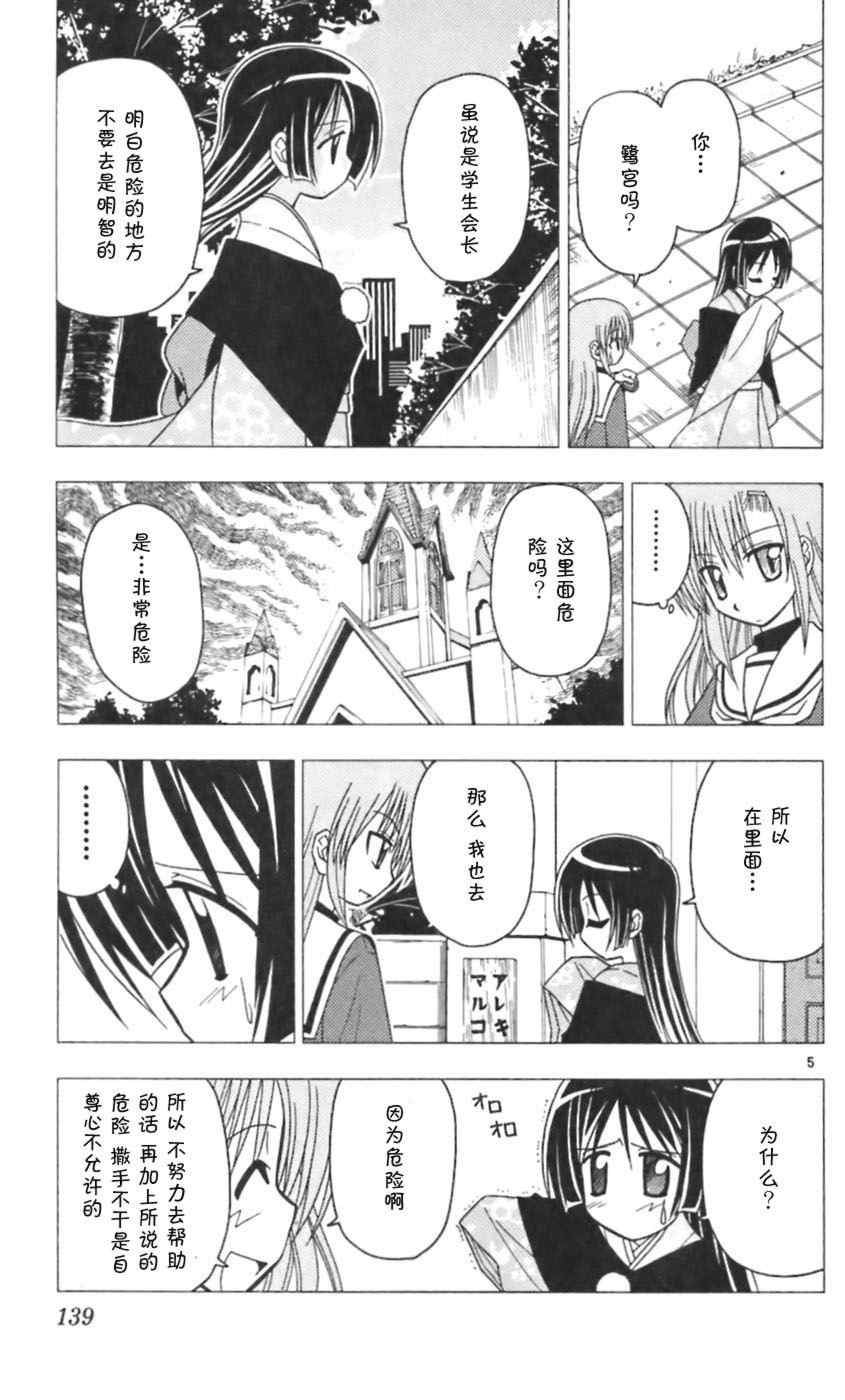 你…
鹭宫吗？
虽说是学生会长
明白危险的地方
不要去是明智的
………
这里面危
险吗？
是…非常危险
所以
在里面…
アレキ
マルコ
那么 我也去
………
5
为什么？
オロ
オロ
因为危险啊
所以 不努力去帮助
的话 再加上所说的
危险 撒手不干是自
尊心不允许的
139